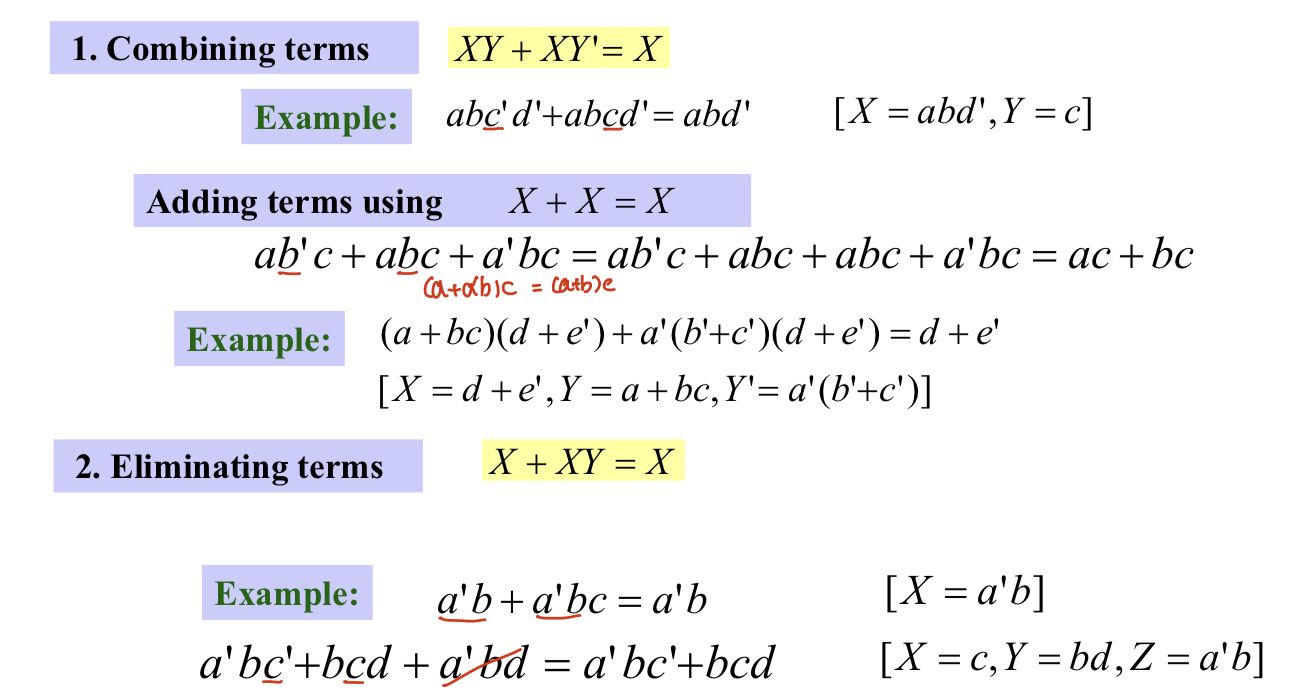 1. Combining terms XY + XY' = X
Example: abc'd'+abcd' = abd' [X = abd', Y = c]
Adding terms using X + X = X
ab'c + abc + a'bc = ab'c + abc + abc + a'bc = ac + bc
(a+a'b)c = (a+b)c
Example: (a + bc)(d + e') + a'(b'+c')(d + e') = d + e'
[X = d + e', Y = a + bc, Y' = a'(b'+c')]
2. Eliminating terms X + XY = X
Example: a'b + a'bc = a'b [X = a'b]
a'bc'+bcd + a'bd = a'bc'+bcd [X = c, Y = bd, Z = a'b]